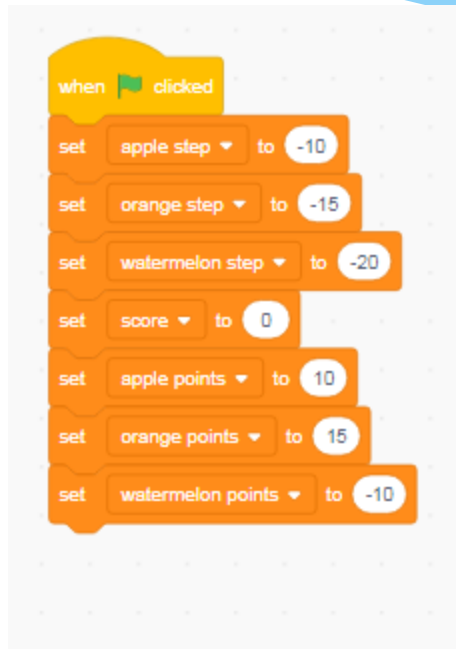 when clicked
set apple step to -10
set orange step to -15
set watermelon step to -20
set score to 0
set apple points to 10
set orange points to 15
set watermelon points to -10